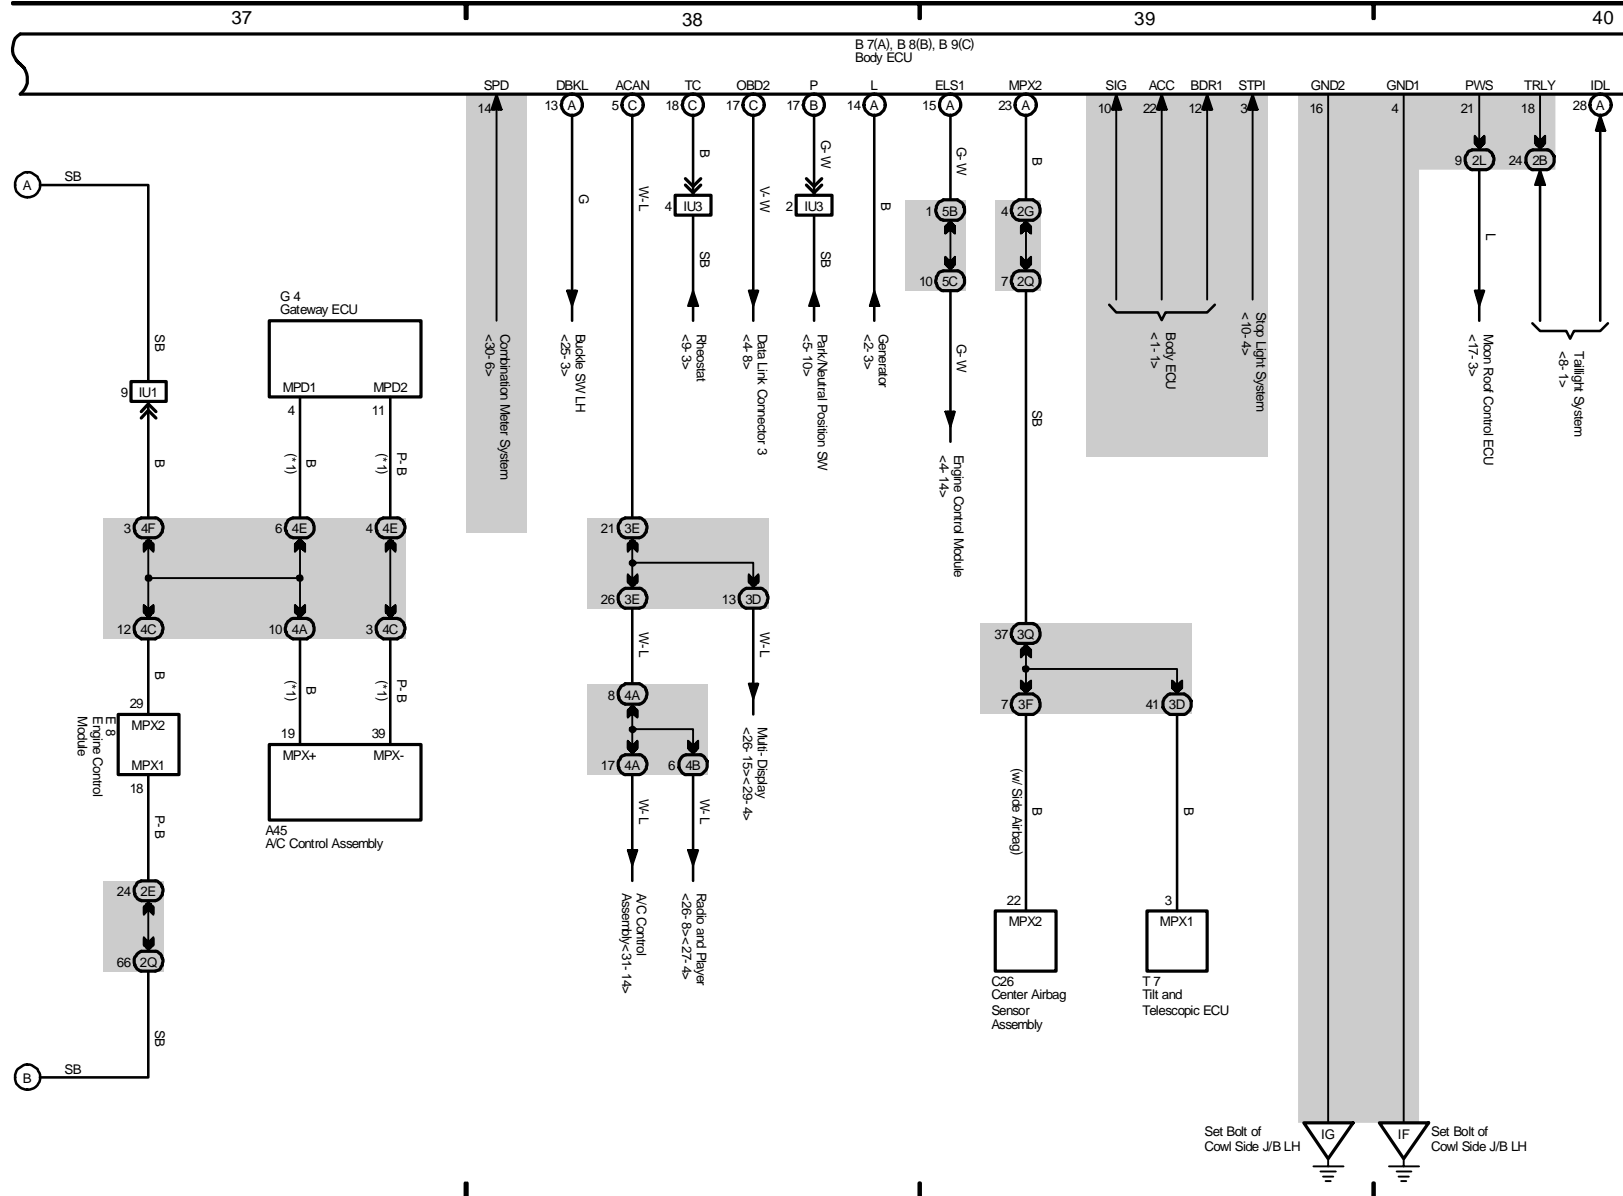 37
38
39
40
B 7(A), B 8(B), B 9(C)
Body ECU
SPD
DBKL
ACAN
TC
OBD2
P
L
ELS1
MPX2
SIG
ACC
BDR1
STPI
GND2
GND1
PWS
TRLY
IDL
14
13 A
5 C
18 C
17 C
17 B
14 A
15 A
23 A
10
22
12
3
16
4
21
18
28 A
A
SB
G
W-L
B
G-W
V-W
B
G-W
B
9 2L
24 2B
4 IU3
2 IU3
1 5B
4 2G
L
SB
SB
10 5C
7 2Q
G 4
Gateway ECU
MPD1
MPD2
4
11
SB
9 IU1
B
(*1)
B
(*1)
P-B
Combination Meter System
<30-6>
Buckle SW LH
<25-3>
Rheostat
<9-3>
Data Link Connector 3
<4-8>
Park/Neutral Position SW
<5-10>
Generator
<2-3>
G-W
SB
Body ECU
<1-1>
Stop Light System
<10-4>
Moon Roof Control ECU
<17-3>
Taillight System
<8-1>
Engine Control Module
<4-14>
3 4F
6 4E
4 4E
21 3E
12 4C
10 4A
3 4C
26 3E
13 3D
37 3Q
B
(*1)
B
(*1)
P-B
W-L
W-L
8 4A
7 3F
41 3D
29
MPX2
MPX1
18
E 8
Engine Control
Module
19
39
MPX+
MPX-
A45
A/C Control Assembly
17 4A
6 4B
Multi-Display
<26-15><29-4>
W-L
W-L
(w/ Side Airbag)
B
B
P-B
24 2E
66 2Q
A/C Control
Assembly<31-14>
Radio and Player
<26-8><27-4>
22
MPX2
C26
Center Airbag
Sensor
Assembly
3
MPX1
T 7
Tilt and
Telescopic ECU
SB
B
SB
Set Bolt of
Cowl Side J/B LH
IG
IF
Set Bolt of
Cowl Side J/B LH